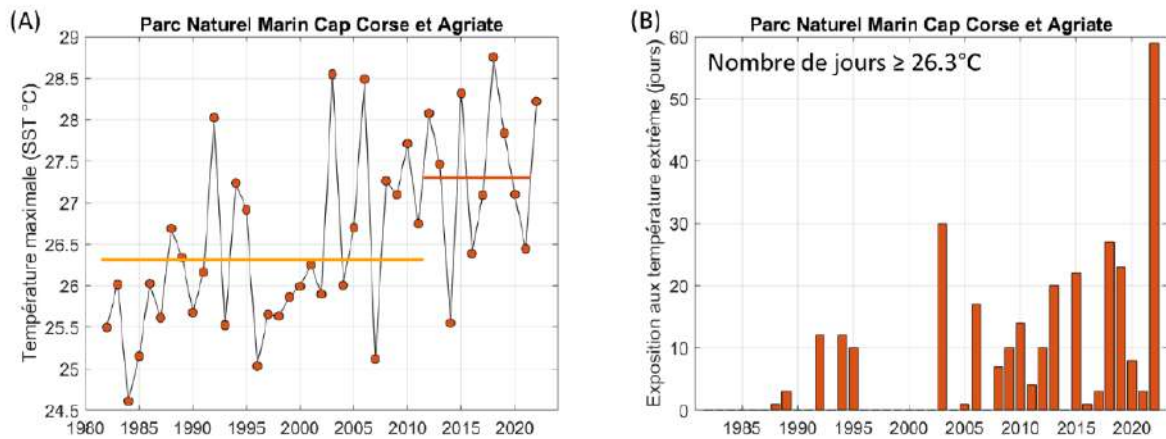 (A)
Parc Naturel Marin Cap Corse et Agriate
Température maximale (SST °C)
29
28.5
28
27.5
27
26.5
26
25.5
25
24.5
1980 1985 1990 1995 2000 2005 2010 2015 2020
(B)
Parc Naturel Marin Cap Corse et Agriate
Nombre de jours ≥ 26.3°C
Exposition aux température extrême (jours)
60
50
40
30
20
10
0
1985 1990 1995 2000 2005 2010 2015 2020